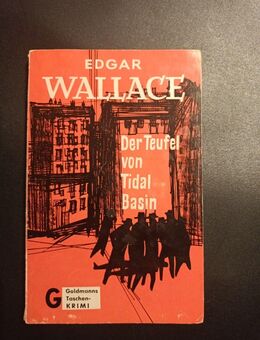 EDGAR
WALLACE
Der Teufel
von
Tidal
Basin
G
Goldmanns
Taschen-
KRIMI